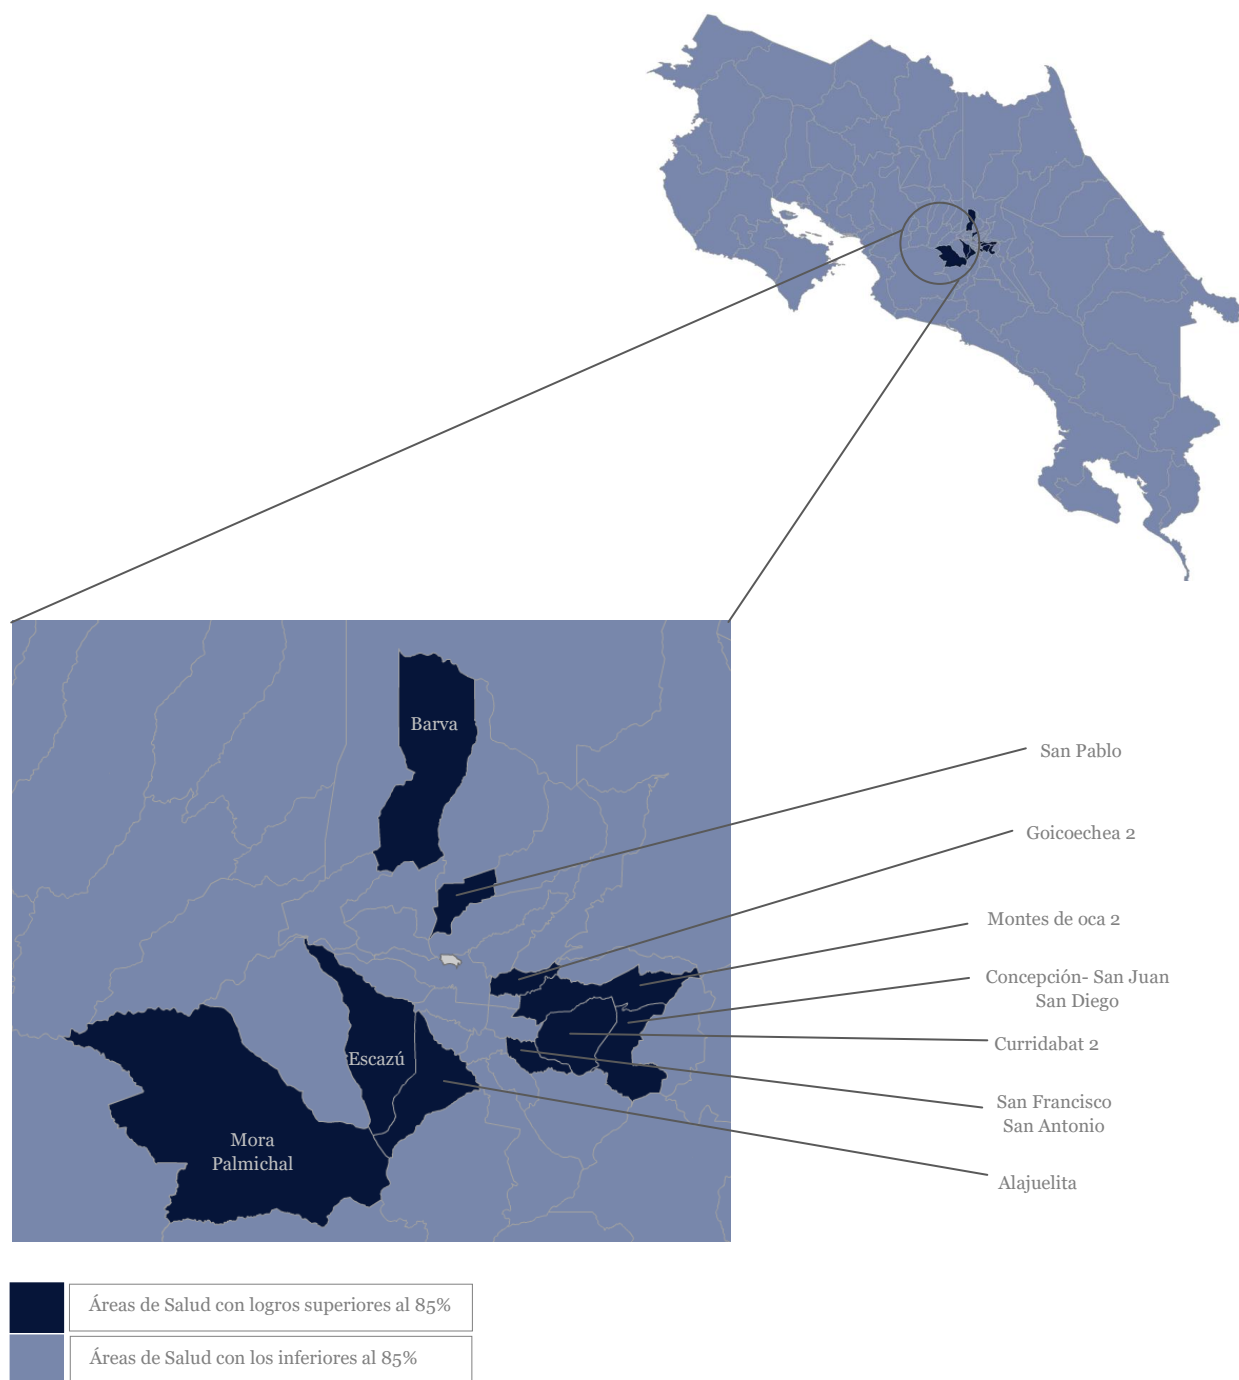 Barva
San Pablo
Goicoechea 2
Montes de oca 2
Concepción- San Juan
San Diego
Curridabat 2
Escazú
San Francisco
San Antonio
Mora
Palmichal
Alajuelita
Áreas de Salud con logros superiores al 85%
Áreas de Salud con los inferiores al 85%